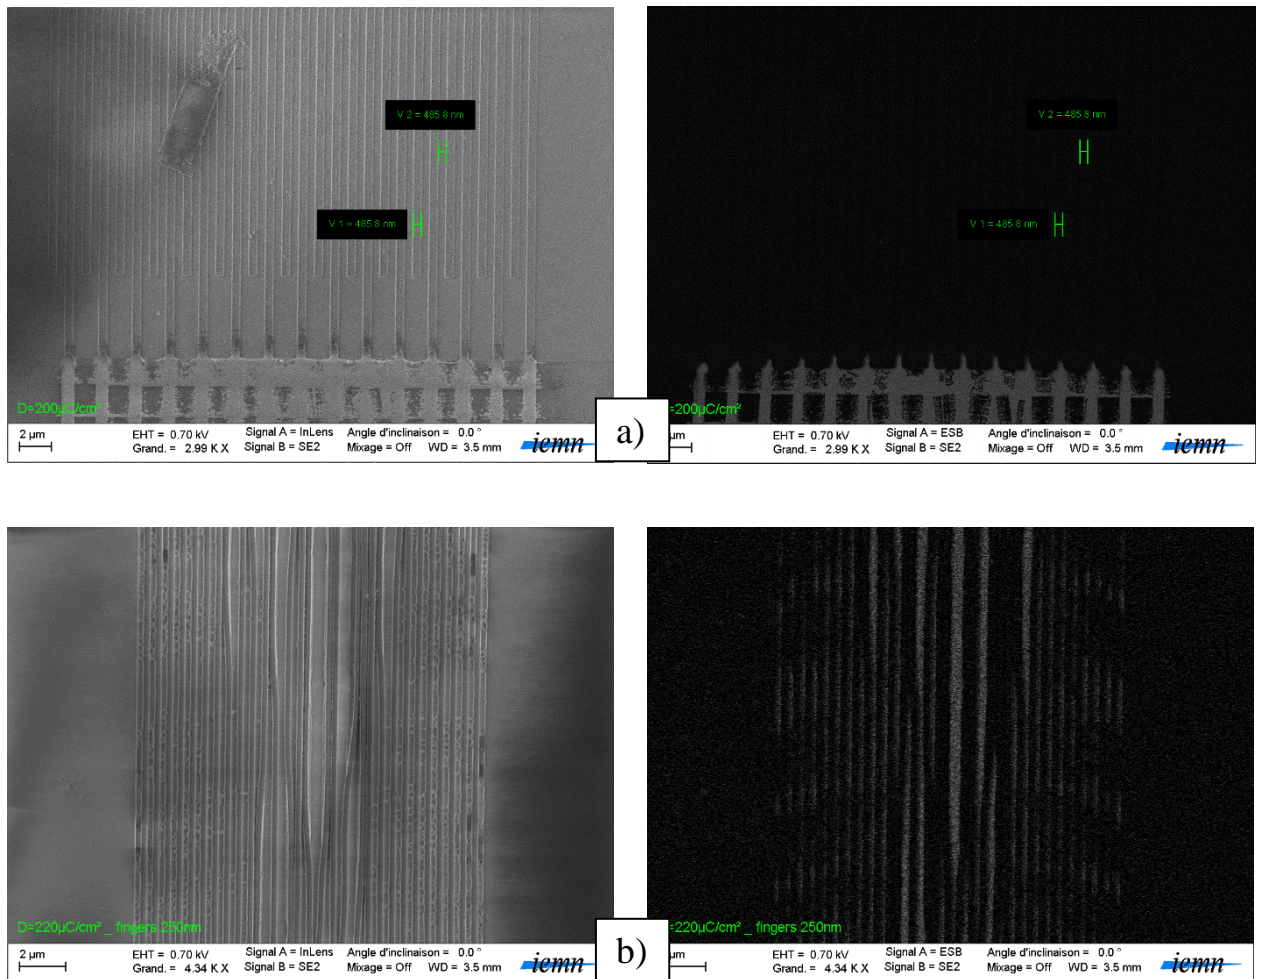 V 2 = 485.8 nm
V 1 = 485.8 nm
D=200µC/cm²
2 µm
EHT = 0.70 kV
Signal A = InLens
Angle d'inclinaison = 0.0 °
Grand. = 2.99 K X
Signal B = SE2
Mixage = Off
WD = 3.5 mm
iemn
a)
V 2 = 485.8 nm
V 1 = 485.8 nm
=200µC/cm²
EHT = 0.70 kV
Signal A = ESB
Angle d'inclinaison = 0.0 °
Grand. = 2.99 K X
Signal B = SE2
Mixage = Off
WD = 3.5 mm
iemn
D=220µC/cm² _ fingers 250nm
2 µm
EHT = 0.70 kV
Signal A = InLens
Angle d'inclinaison = 0.0 °
Grand. = 4.34 K X
Signal B = SE2
Mixage = Off
WD = 3.5 mm
iemn
b)
=220µC/cm² _ fingers 250nm
EHT = 0.70 kV
Signal A = ESB
Angle d'inclinaison = 0.0 °
Grand. = 4.34 K X
Signal B = SE2
Mixage = Off
WD = 3.5 mm
iemn